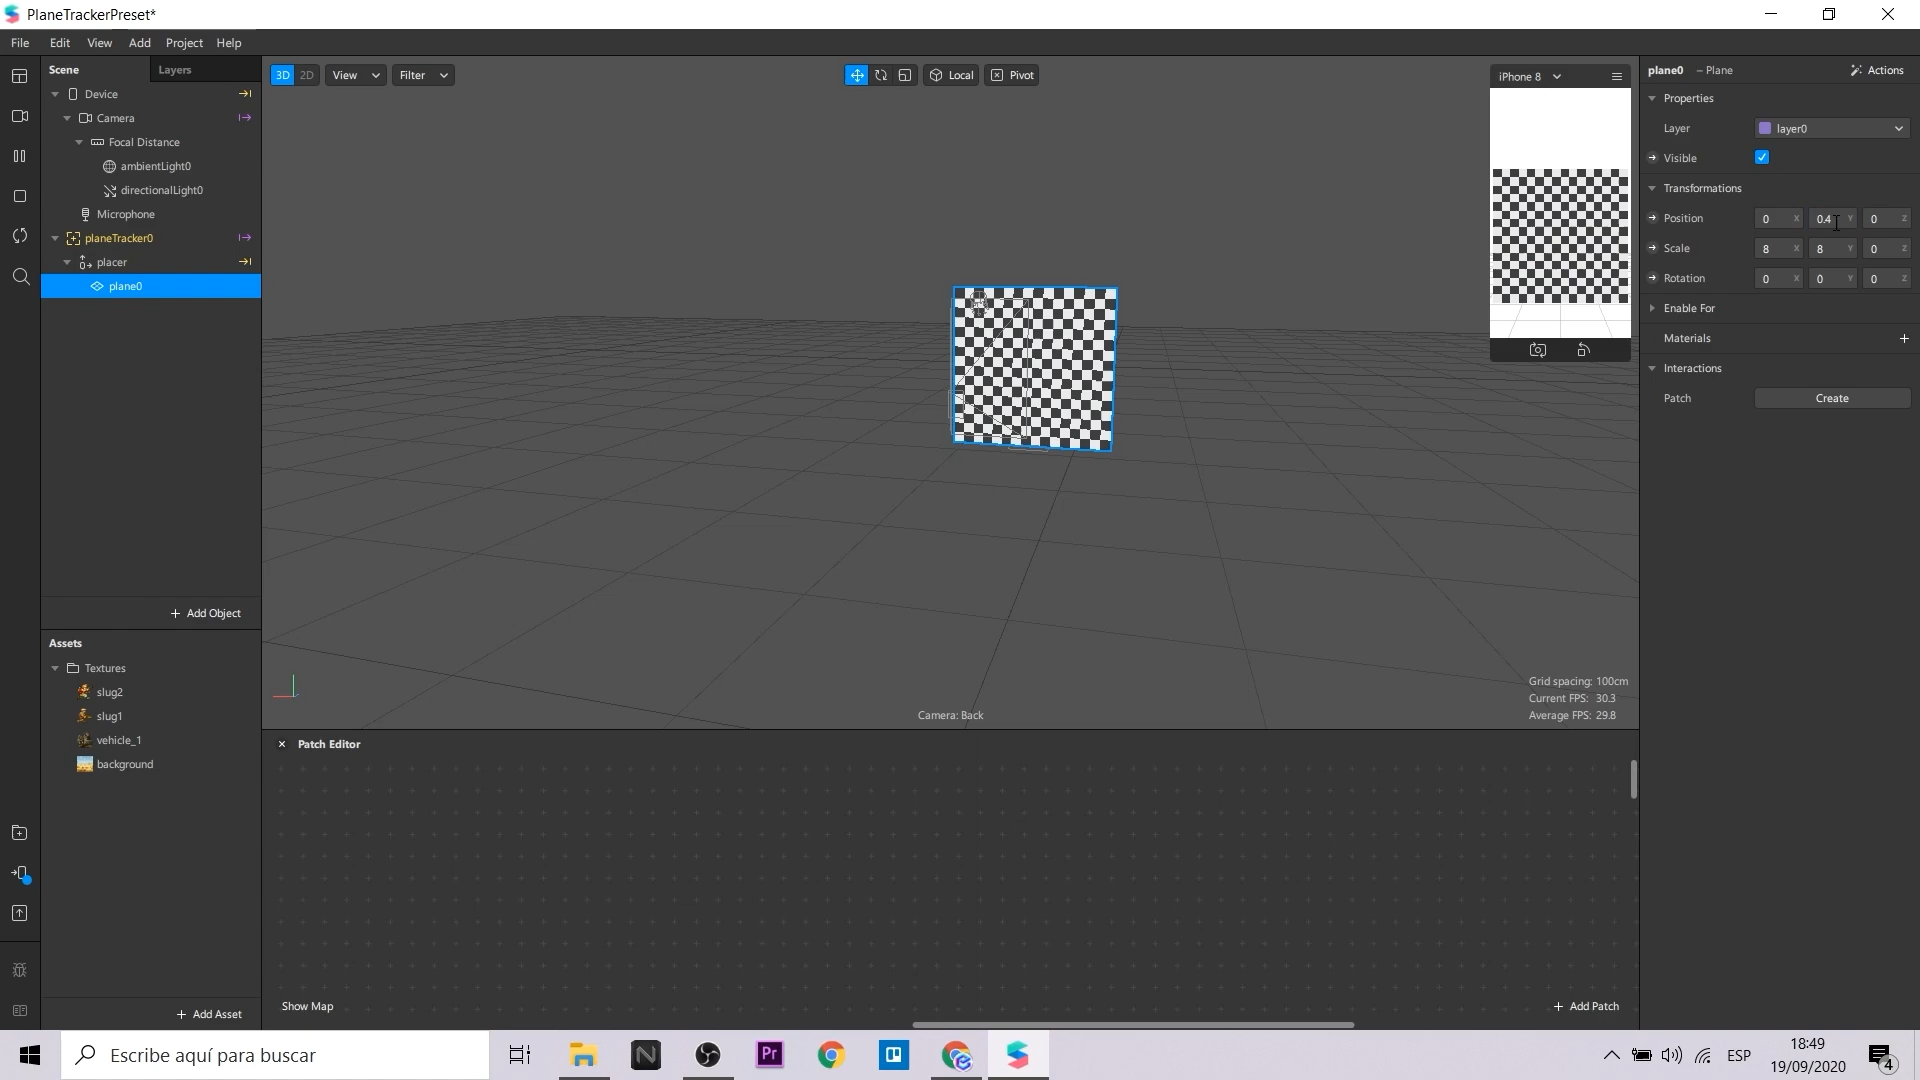 PlaneTrackerPreset*
File Edit View Add Project Help
Scene Layers
Device
Camera
Focal Distance
ambientLight0
directionalLight0
Microphone
planeTracker0
placer
plane0
+ Add Object
Assets
Textures
slug2
slug1
vehicle_1
background
+ Add Asset
3D 2D View Filter
Local Pivot
iPhone 8
Grid spacing: 100cm
Current FPS: 30.3
Average FPS: 29.8
Camera: Back
Patch Editor
Show Map
+ Add Patch
plane0 – Plane Actions
Properties
Layer layer0
Visible
Transformations
Position 0 X 0.4 Y 0 Z
Scale 8 X 8 Y 0 Z
Rotation 0 X 0 Y 0 Z
Enable For
Materials +
Interactions
Patch Create
Escribe aquí para buscar
Pr
ESP
18:49
19/09/2020
4